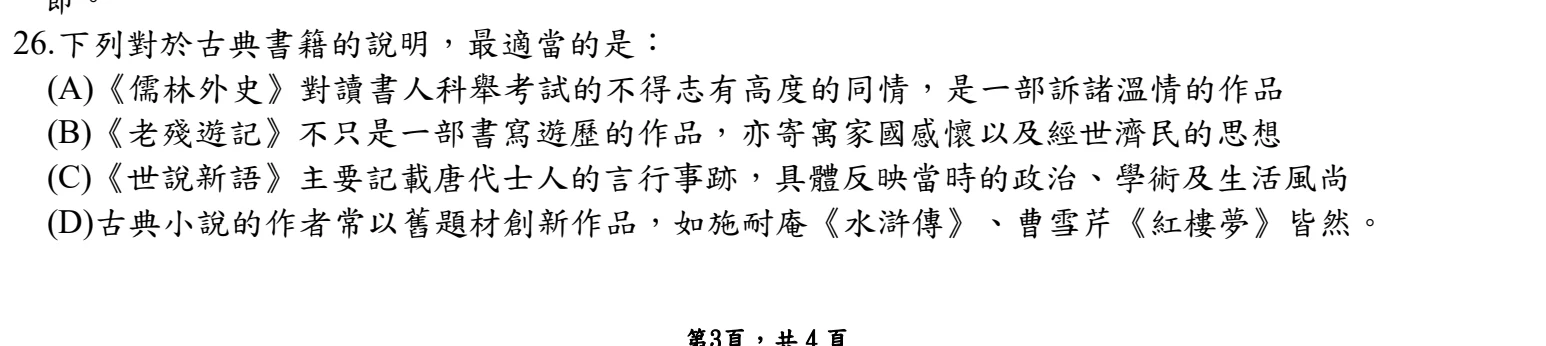 即。
26.下列對於古典書籍的說明，最適當的是：
(A)《儒林外史》對讀書人科舉考試的不得志有高度的同情，是一部訴諸溫情的作品
(B)《老殘遊記》不只是一部書寫遊歷的作品，亦寄寓家國感懷以及經世濟民的思想
(C)《世說新語》主要記載唐代士人的言行事跡，具體反映當時的政治、學術及生活風尚
(D)古典小說的作者常以舊題材創新作品，如施耐庵《水滸傳》、曹雪芹《紅樓夢》皆然。
第3頁，共 4 頁